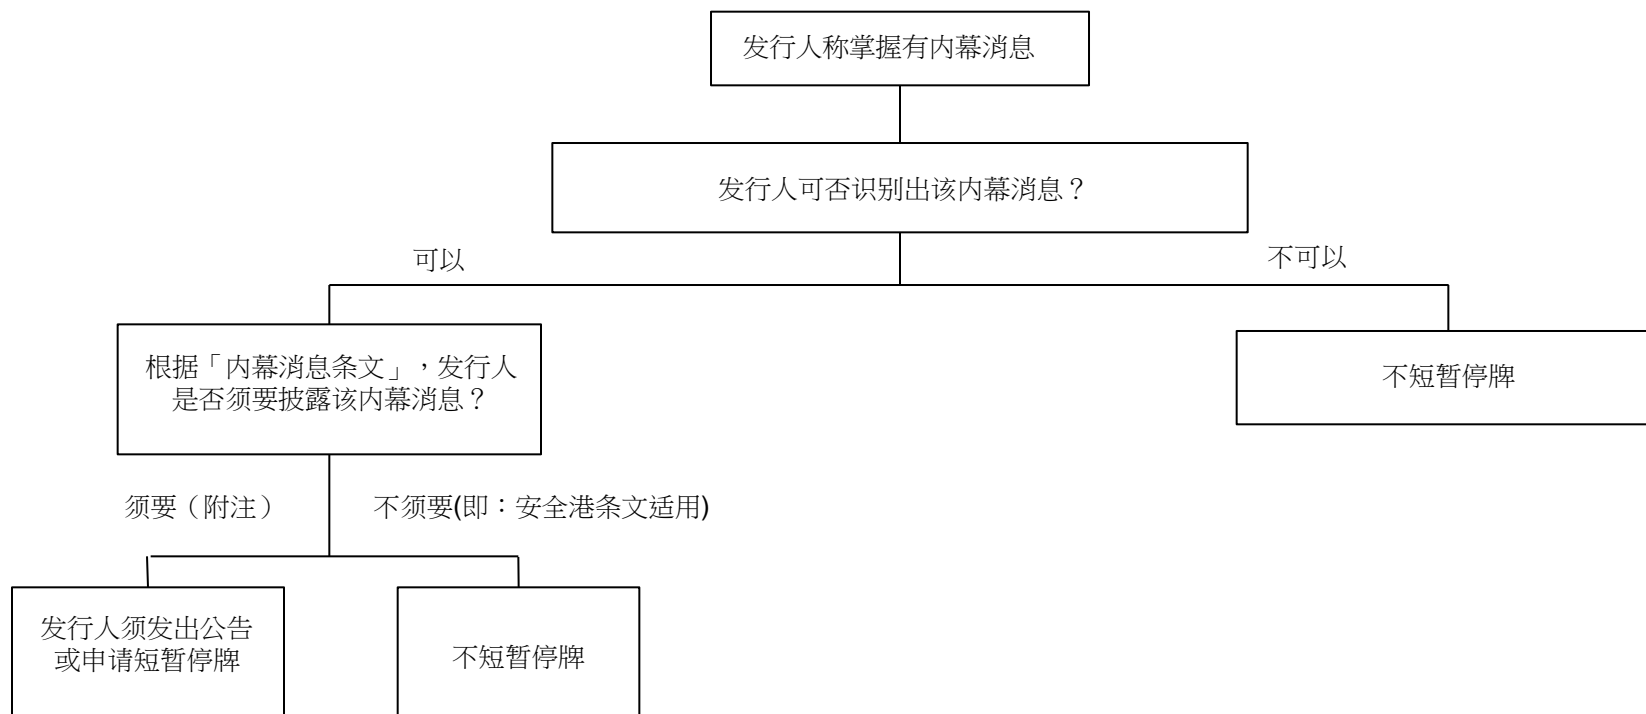 发行人称掌握有内幕消息
发行人可否识别出该内幕消息？
可以
不可以
根据「内幕消息条文」，发行人
是否须要披露该内幕消息？
不短暂停牌
须要（附注）
不须要(即：安全港条文适用)
发行人须发出公告
或申请短暂停牌
不短暂停牌